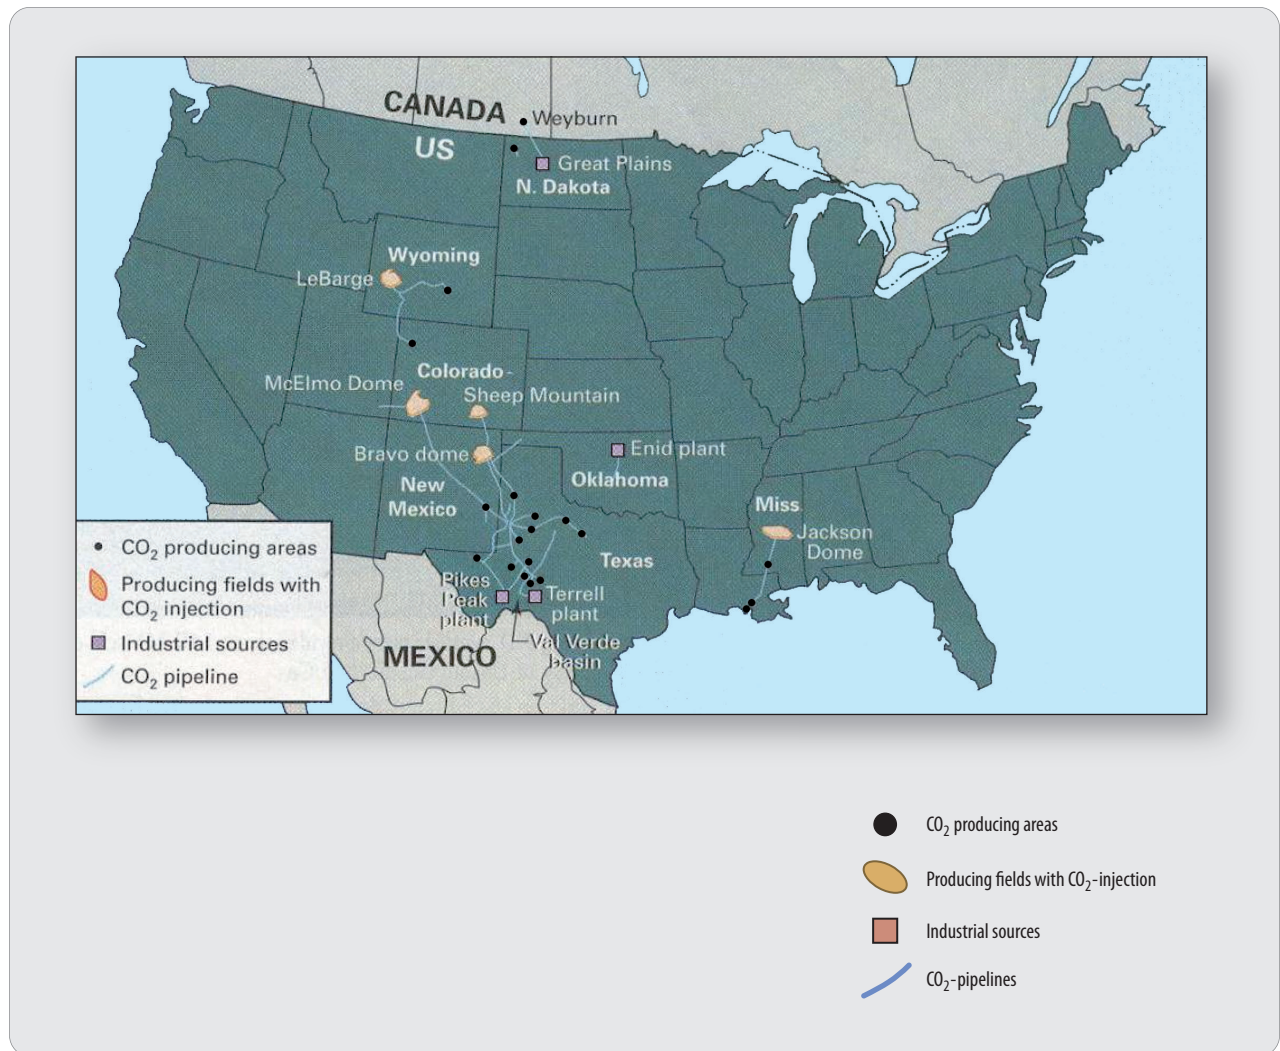 CANADA
Weyburn
US
Great Plains
N. Dakota
Wyoming
LeBarge
Colorado-
McElmo Dome
Sheep Mountain
Bravo dome
Enid plant
Oklahoma
New
Mexico
Miss.
Jackson
Dome
Texas
Pikes
Peak
plant
Terrell
plant
Val Verde
basin
MEXICO
CO₂ producing areas
Producing fields with
CO₂ injection
Industrial sources
CO₂ pipeline
CO₂ producing areas
Producing fields with CO₂-injection
Industrial sources
CO₂-pipelines